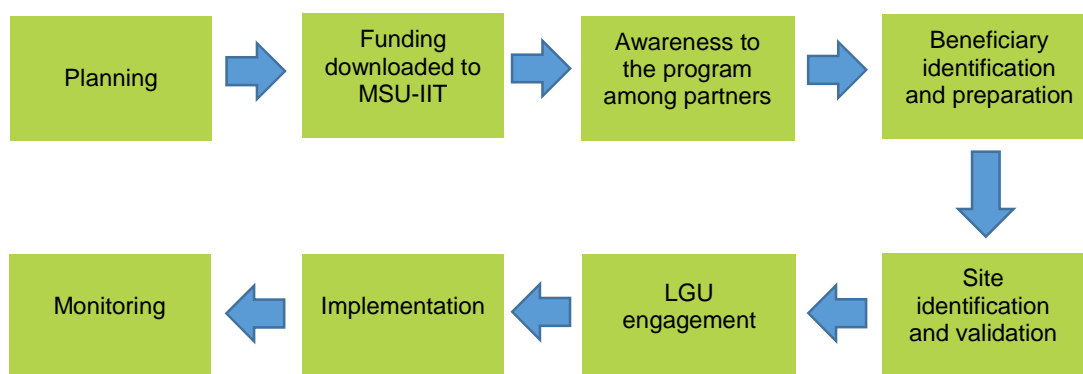 Planning
Funding
downloaded to
MSU-IIT
Awareness to
the program
among partners
Beneficiary
identification
and preparation
Site
identification
and validation
LGU
engagement
Implementation
Monitoring